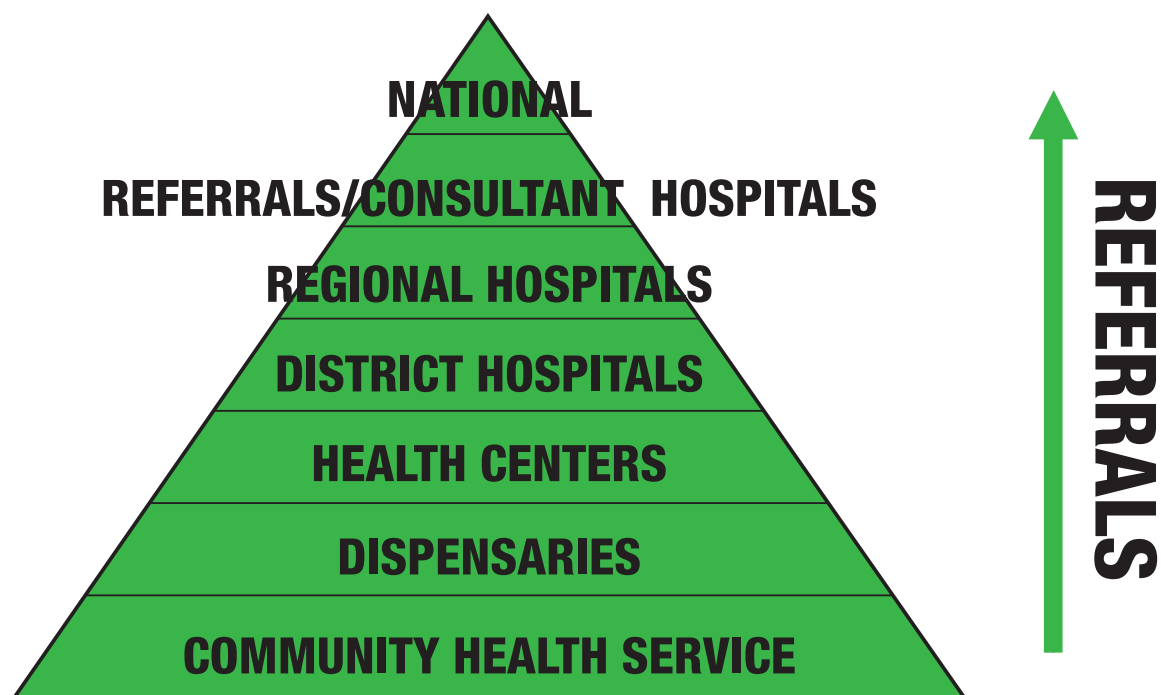 NATIONAL
REFERRALS/CONSULTANT HOSPITALS
REGIONAL HOSPITALS
DISTRICT HOSPITALS
HEALTH CENTERS
DISPENSARIES
COMMUNITY HEALTH SERVICE
REFERRALS